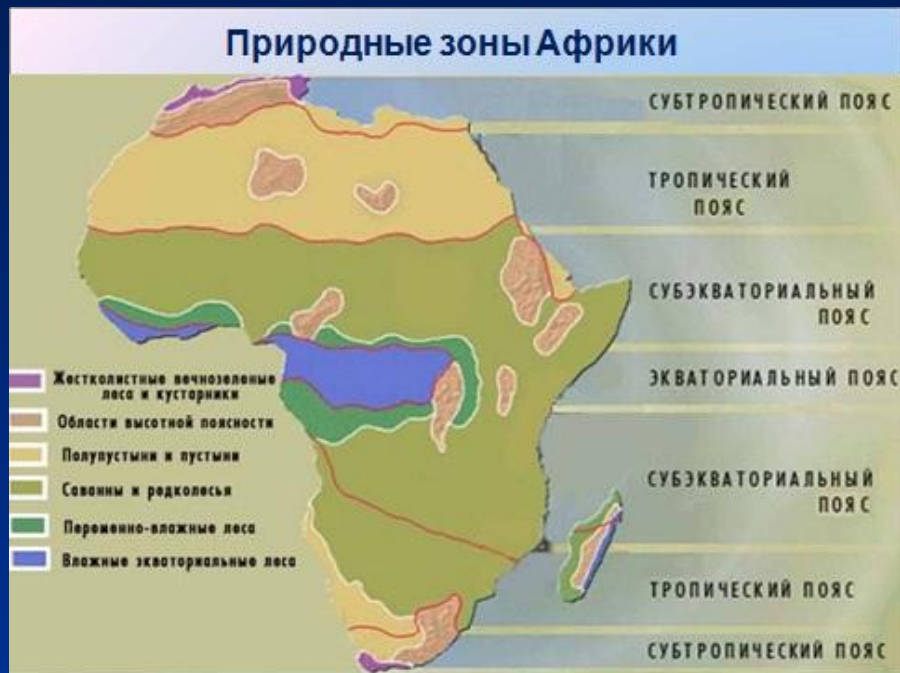 Природные зоны Африки
СУБТРОПИЧЕСКИЙ ПОЯС
ТРОПИЧЕСКИЙ
ПОЯС
СУБЭКВАТОРИАЛЬНЫЙ
ПОЯС
ЭКВАТОРИАЛЬНЫЙ ПОЯС
СУБЭКВАТОРИАЛЬНЫЙ
ПОЯС
ТРОПИЧЕСКИЙ ПОЯС
СУБТРОПИЧЕСКИЙ ПОЯС
Жестколистные вечнозеленые
леса и кустарники
Области высотной поясности
Полупустыни и пустыни
Саванны и редколесья
Переменно-влажные леса
Влажные экваториальные леса